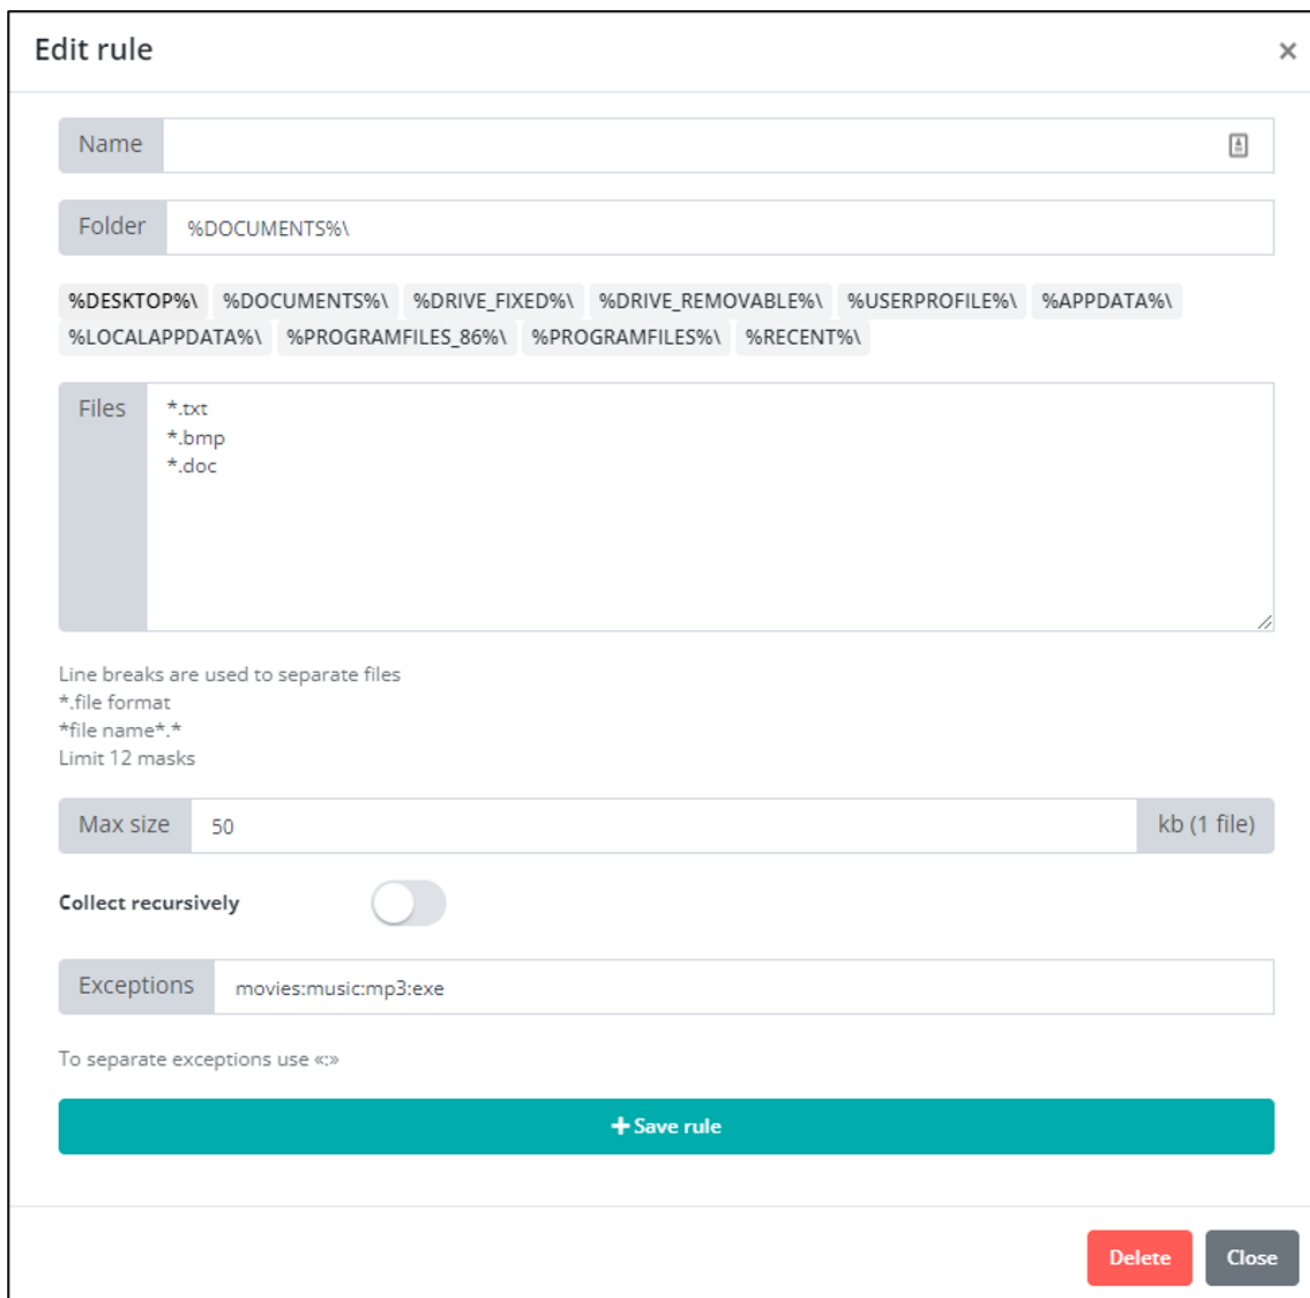 Edit rule ×
Name
Folder %DOCUMENTS%\
%DESKTOP%\ %DOCUMENTS%\ %DRIVE_FIXED%\ %DRIVE_REMOVABLE%\ %USERPROFILE%\ %APPDATA%\
%LOCALAPPDATA%\ %PROGRAMFILES_86%\ %PROGRAMFILES%\ %RECENT%\
Files *.txt
*.bmp
*.doc
Line breaks are used to separate files
*.file format
*file name*.*
Limit 12 masks
Max size 50 kb (1 file)
Collect recursively
Exceptions movies:music:mp3:exe
To separate exceptions use «:»
+ Save rule
Delete Close